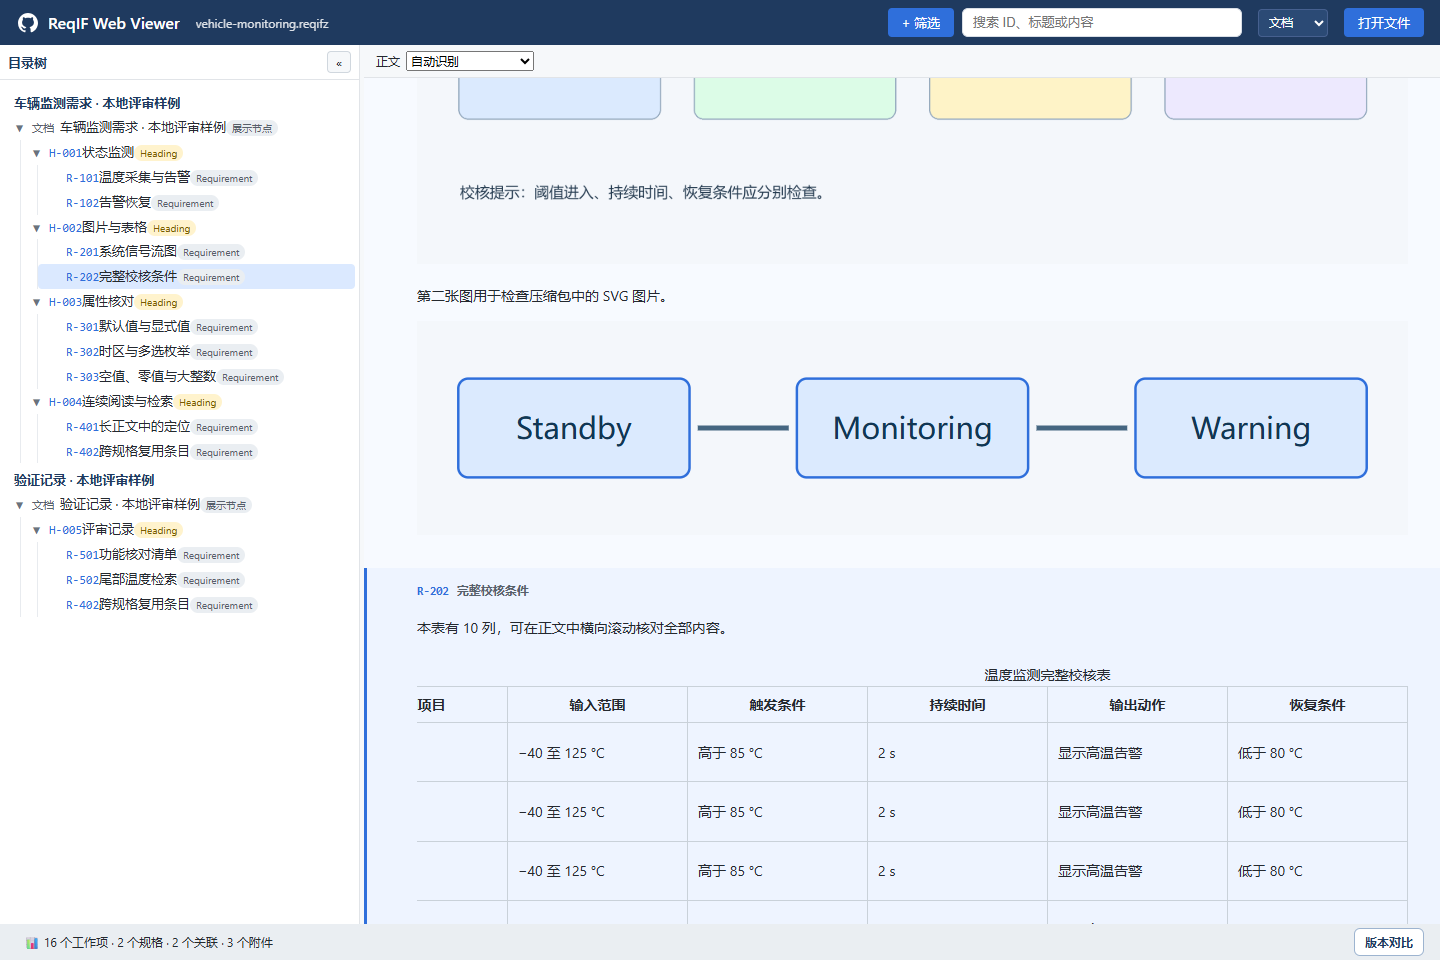 ReqIF Web Viewer vehicle-monitoring.reqifz + 筛选 搜索 ID、标题或内容 文档 打开文件
目录树 «
正文 自动识别
车辆监测需求 · 本地评审样例
▼ 文档 车辆监测需求 · 本地评审样例 展示节点
▼ H-001状态监测 Heading
R-101温度采集与告警 Requirement
R-102告警恢复 Requirement
▼ H-002图片与表格 Heading
R-201系统信号流图 Requirement
R-202完整校核条件 Requirement
▼ H-003属性核对 Heading
R-301默认值与显式值 Requirement
R-302时区与多选枚举 Requirement
R-303空值、零值与大整数 Requirement
▼ H-004连续阅读与检索 Heading
R-401长正文中的定位 Requirement
R-402跨规格复用条目 Requirement
验证记录 · 本地评审样例
▼ 文档 验证记录 · 本地评审样例 展示节点
▼ H-005评审记录 Heading
R-501功能核对清单 Requirement
R-502尾部温度检索 Requirement
R-402跨规格复用条目 Requirement
校核提示：阈值进入、持续时间、恢复条件应分别检查。
第二张图用于检查压缩包中的 SVG 图片。
Standby Monitoring Warning
R-202 完整校核条件
本表有 10 列，可在正文中横向滚动核对全部内容。
温度监测完整校核表
项目 输入范围 触发条件 持续时间 输出动作 恢复条件
−40 至 125 °C 高于 85 °C 2 s 显示高温告警 低于 80 °C
−40 至 125 °C 高于 85 °C 2 s 显示高温告警 低于 80 °C
−40 至 125 °C 高于 85 °C 2 s 显示高温告警 低于 80 °C
16 个工作项 · 2 个规格 · 2 个关联 · 3 个附件 版本对比